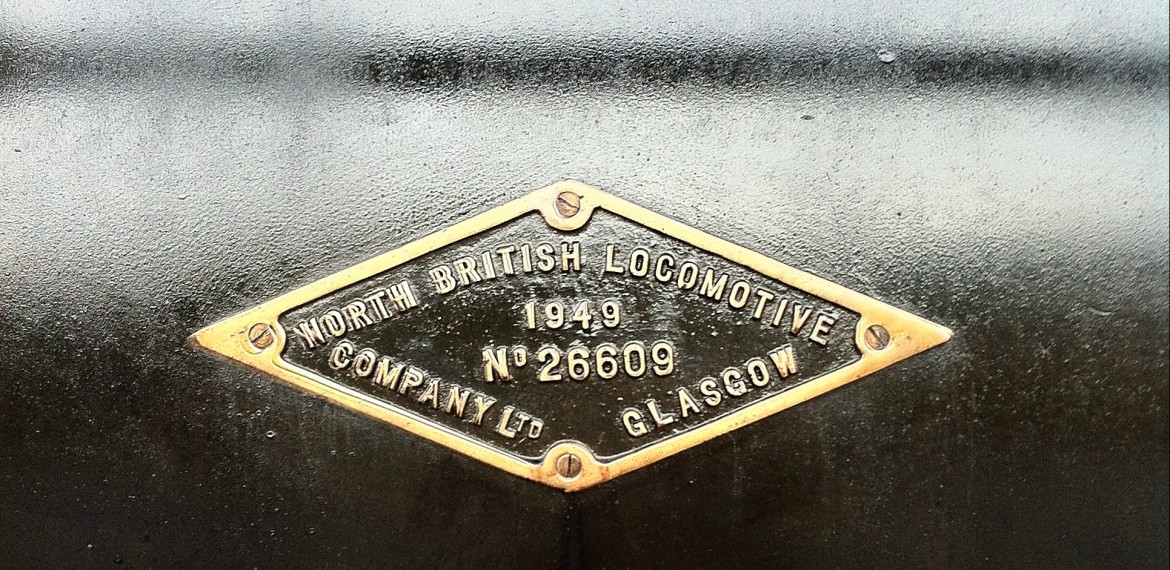 NORTH BRITISH LOCOMOTIVE
1949
Nº 26609
COMPANY LTD GLASGOW